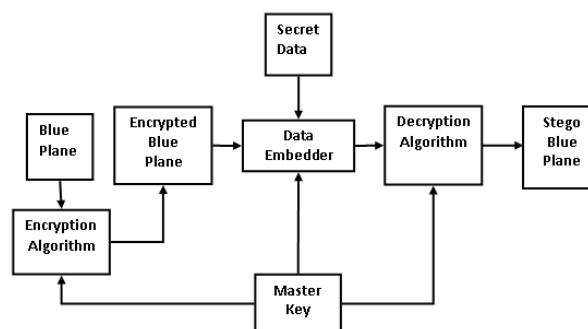 Secret
Data
Blue
Plane
Encrypted
Blue
Plane
Data
Embedder
Decryption
Algorithm
Stego
Blue
Plane
Encryption
Algorithm
Master
Key